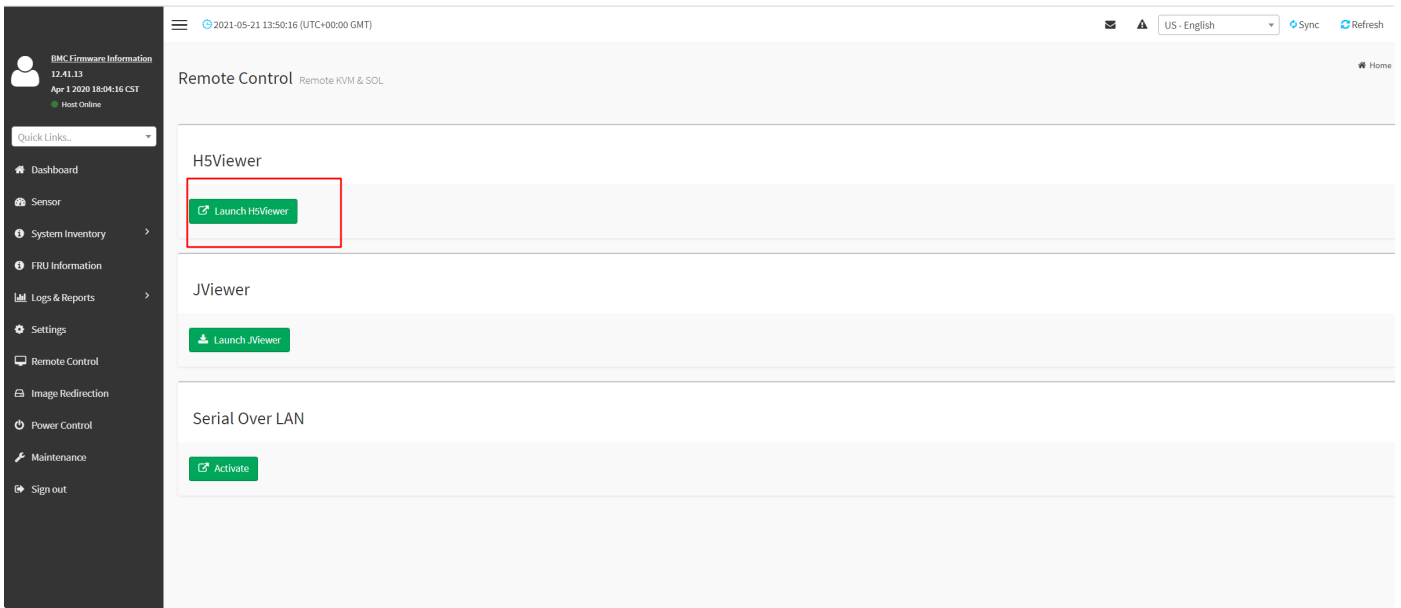 2021-05-21 13:50:16 (UTC+00:00 GMT)
US - English
Sync
Refresh
BMC Firmware Information
12.41.13
Apr 1 2020 18:04:16 CST
Host Online
Quick Links..
Dashboard
Sensor
System Inventory
FRU Information
Logs & Reports
Settings
Remote Control
Image Redirection
Power Control
Maintenance
Sign out
Remote Control Remote KVM & SOL
Home
H5Viewer
Launch H5Viewer
JViewer
Launch JViewer
Serial Over LAN
Activate